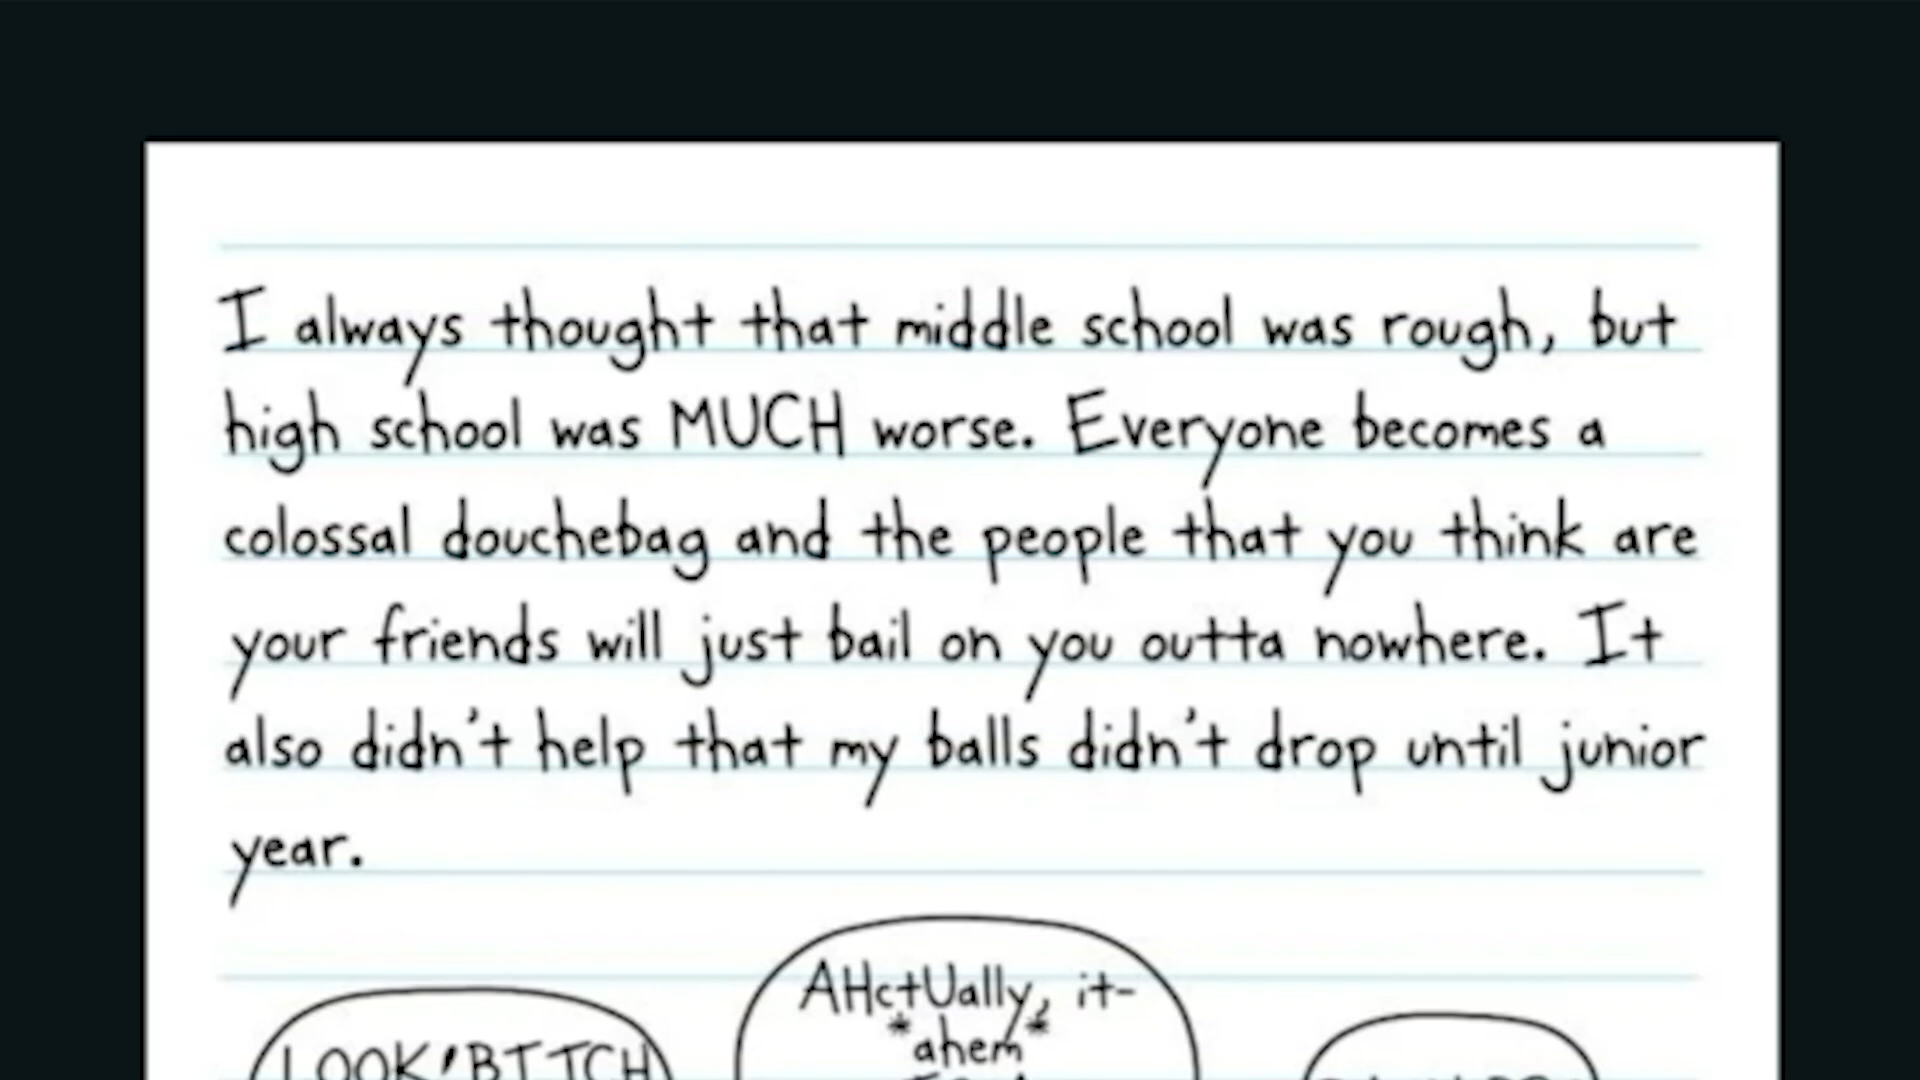 I always thought that middle school was rough, but
high school was MUCH worse. Everyone becomes a
colossal douchebag and the people that you think are
your friends will just bail on you outta nowhere. It
also didn't help that my balls didn't drop until junior
year.
AHctUally, it-
*ahem*
LOOK, BITCH